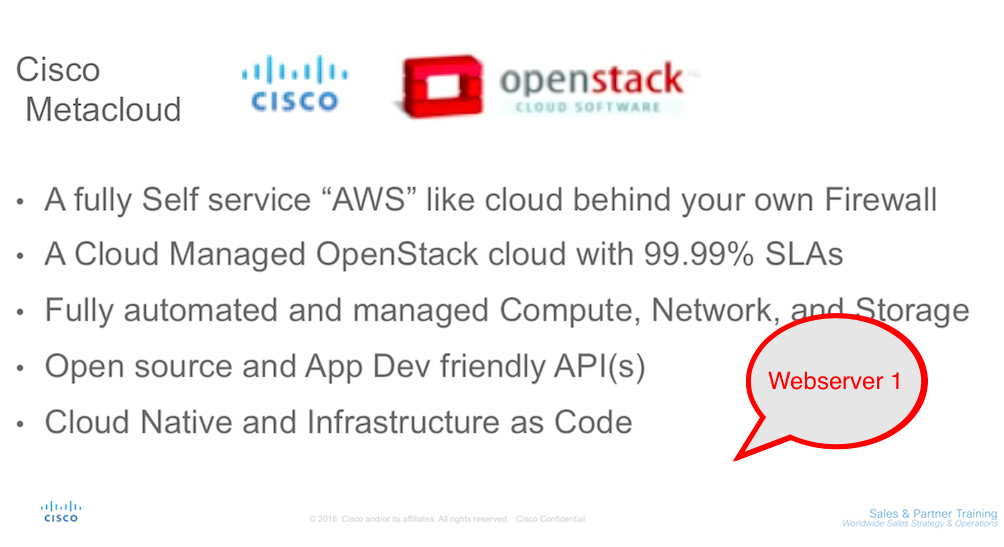 Cisco
Metacloud
CISCO
openstack™
CLOUD SOFTWARE
• A fully Self service “AWS” like cloud behind your own Firewall
• A Cloud Managed OpenStack cloud with 99.99% SLAs
• Fully automated and managed Compute, Network, and Storage
• Open source and App Dev friendly API(s)
• Cloud Native and Infrastructure as Code
Webserver 1
CISCO
© 2016 Cisco and/or its affiliates. All rights reserved. Cisco Confidential
Sales & Partner Training
Worldwide Sales Strategy & Operations